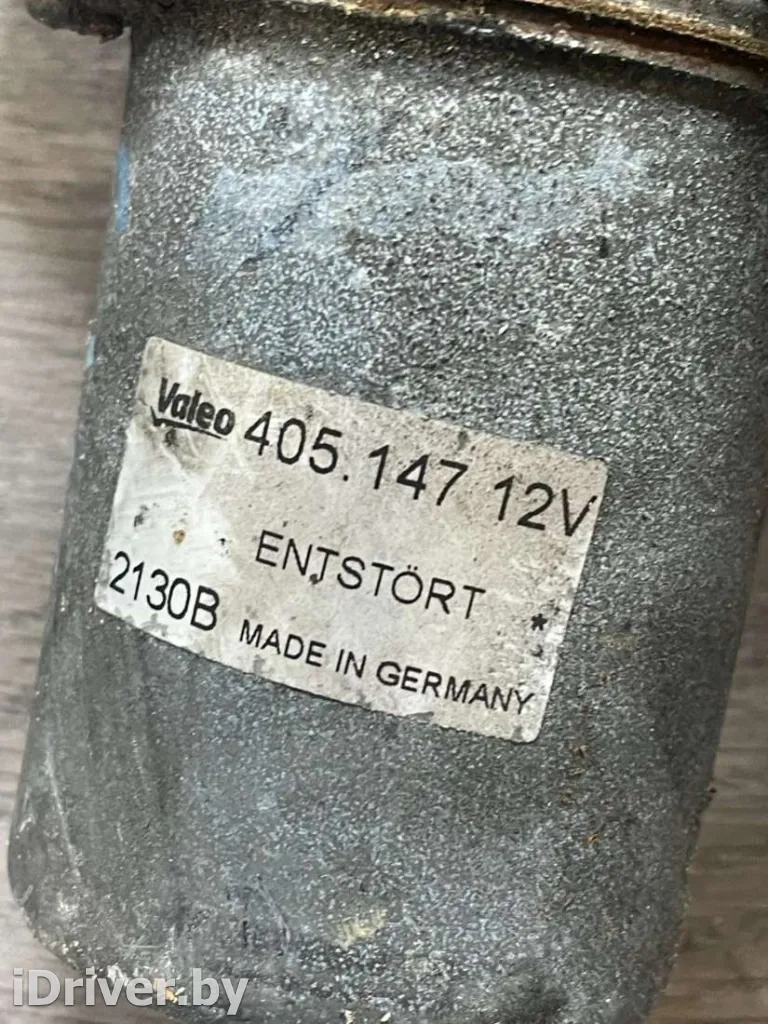 Valeo 405.147 12V
ENTSTÖRT *
2130B MADE IN GERMANY
iDriver.by